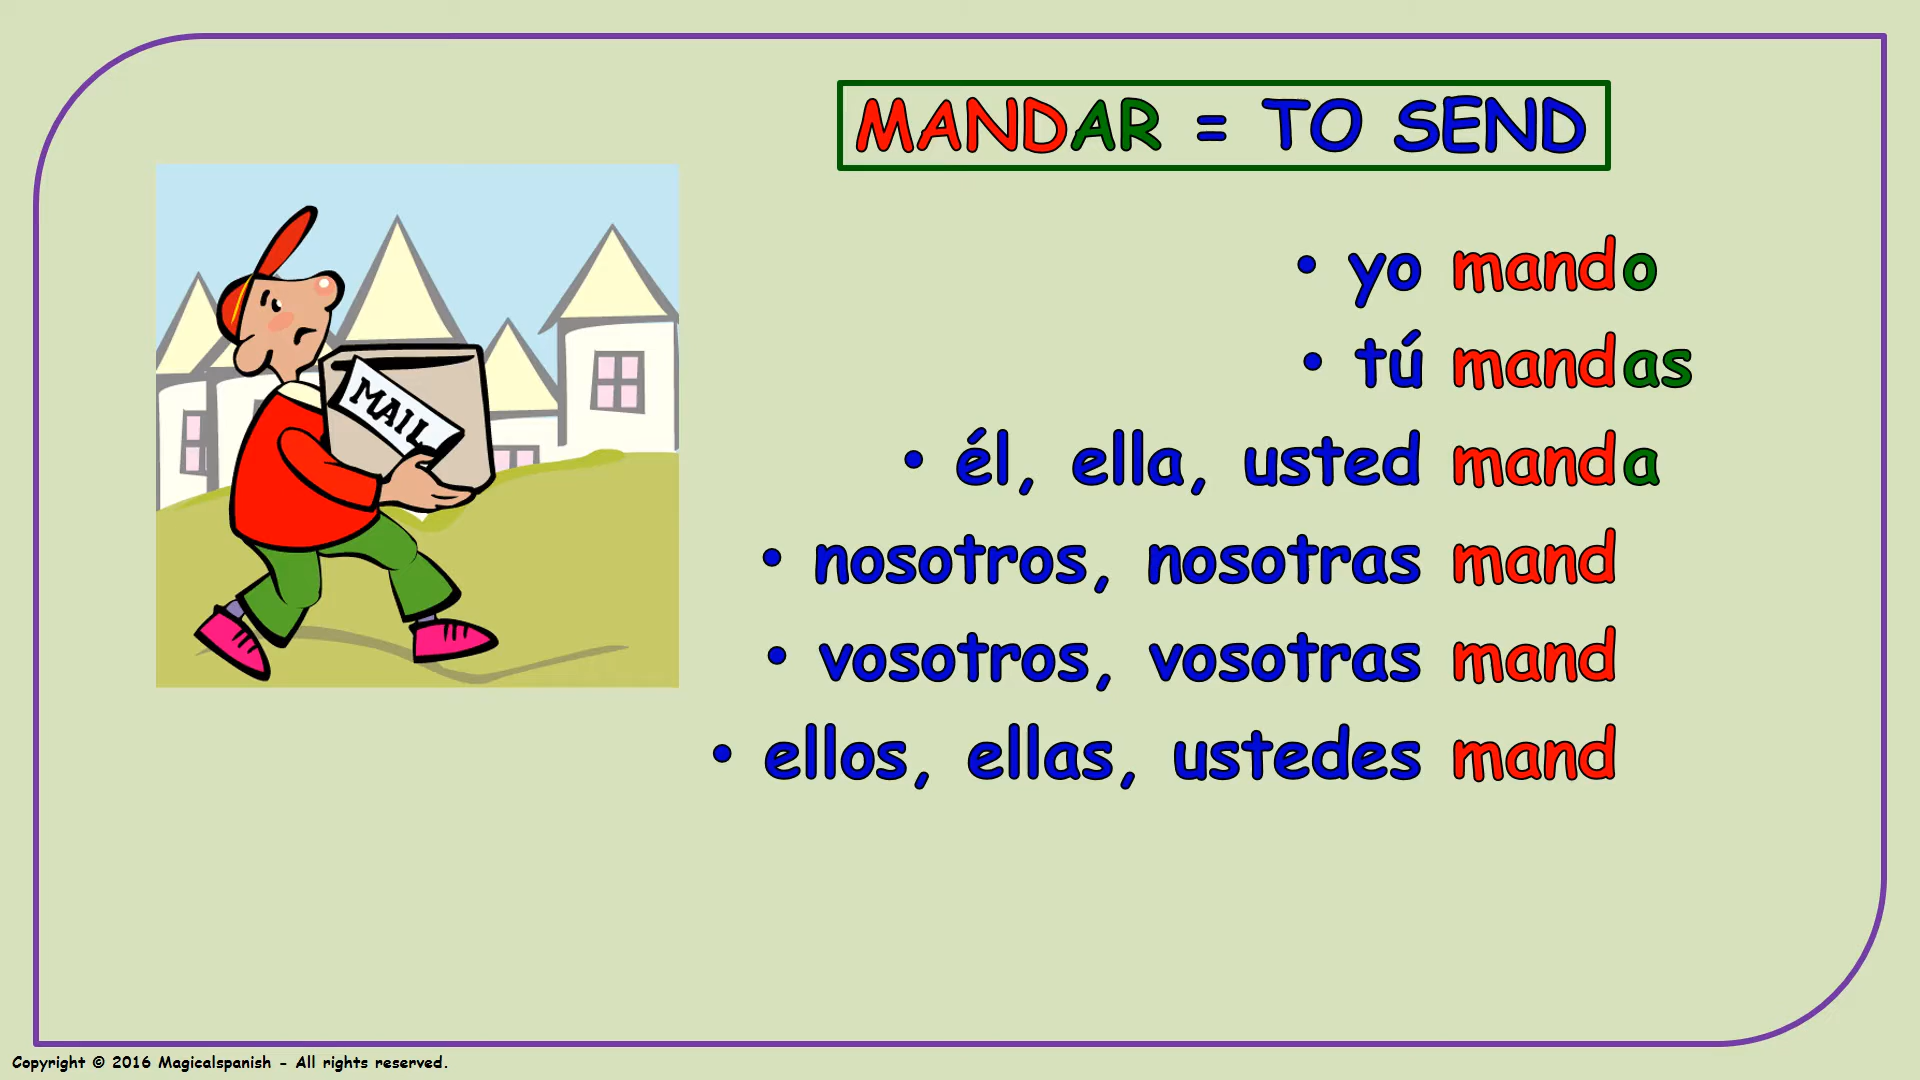 MANDAR = TO SEND
MAIL
• yo mando
• tú mandas
• él, ella, usted manda
• nosotros, nosotras mand
• vosotros, vosotras mand
• ellos, ellas, ustedes mand
Copyright © 2016 Magicalspanish - All rights reserved.